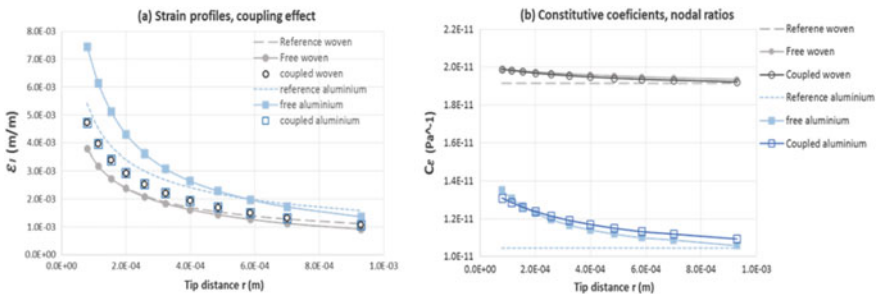 (a) Strain profiles, coupling effect
8.0E-03
7.0E-03
6.0E-03
5.0E-03
4.0E-03
3.0E-03
2.0E-03
1.0E-03
0.0E+00
εr (m/m)
0.0E+00 2.0E-04 4.0E-04 6.0E-04 8.0E-04 1.0E-03
Tip distance r (m)
Reference woven
Free woven
coupled woven
reference aluminium
free aluminium
coupled aluminium
(b) Constitutive coeficients, nodal ratios
2.2E-11
2.0E-11
1.8E-11
1.6E-11
1.4E-11
1.2E-11
1.0E-11
Cε (Pa^-1)
0.0E+00 2.0E-04 4.0E-04 6.0E-04 8.0E-04 1.0E-03
Tip distance r (m)
Reference woven
Free woven
Coupled woven
Reference aluminium
free aluminium
Coupled aluminium